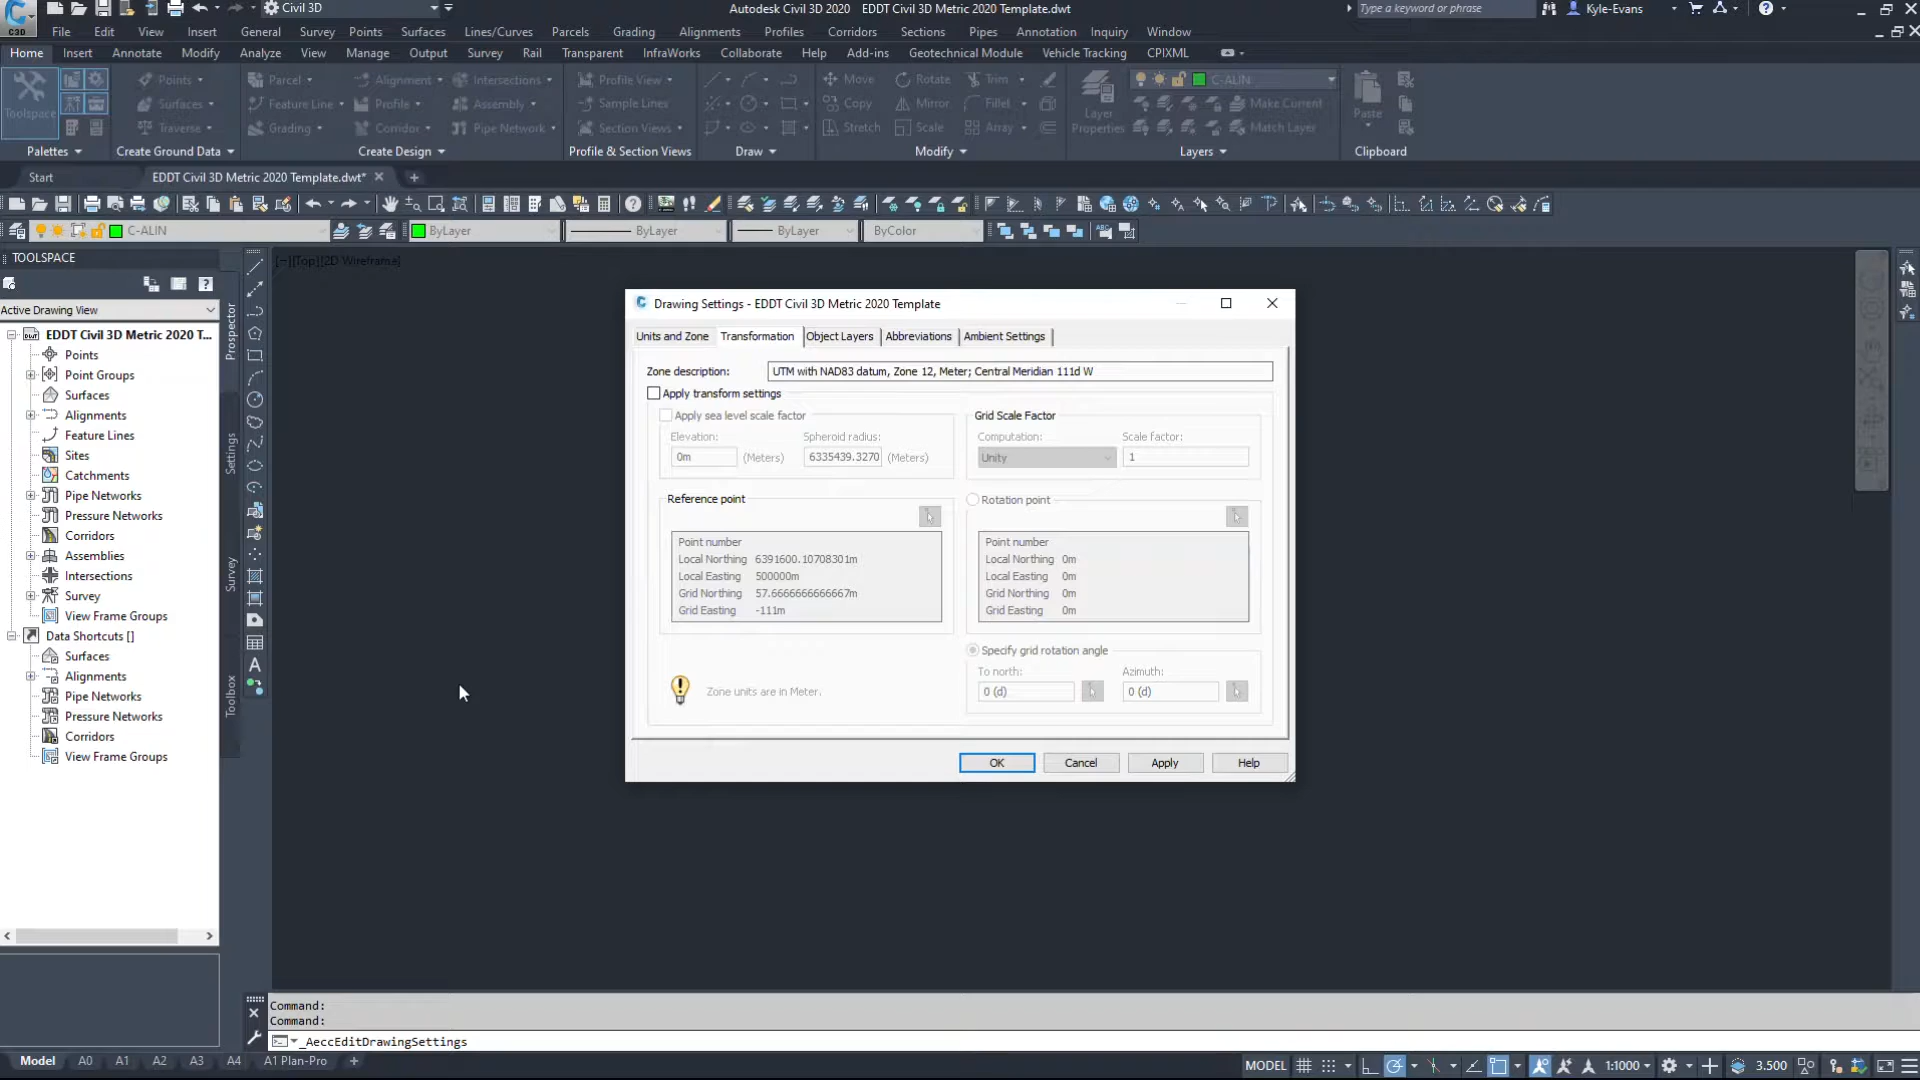 Civil 3D
Autodesk Civil 3D 2020 EDDT Civil 3D Metric 2020 Template.dwt
Type a keyword or phrase
Kyle-Evans
C3D
File Edit View Insert General Survey Points Surfaces Lines/Curves Parcels Grading Alignments Profiles Corridors Sections Pipes Annotation Inquiry Window
Home Insert Annotate Modify Analyze View Manage Output Survey Rail Transparent InfraWorks Collaborate Help Add-ins Geotechnical Module Vehicle Tracking CPIXML
Toolspace
Points
Surfaces
Traverse
Parcel
Feature Line
Grading
Alignment
Profile
Corridor
Intersections
Assembly
Pipe Network
Profile View
Sample Lines
Section Views
Move
Copy
Stretch
Rotate
Mirror
Scale
Trim
Fillet
Array
Layer Properties
C-ALIN
Make Current
Match Layer
Paste
Palettes
Create Ground Data
Create Design
Profile & Section Views
Draw
Modify
Layers
Clipboard
Start
EDDT Civil 3D Metric 2020 Template.dwt*
C-ALIN
ByLayer
ByLayer
ByLayer
ByColor
TOOLSPACE
Active Drawing View
EDDT Civil 3D Metric 2020 T...
Points
Point Groups
Surfaces
Alignments
Feature Lines
Sites
Catchments
Pipe Networks
Pressure Networks
Corridors
Assemblies
Intersections
Survey
View Frame Groups
Data Shortcuts []
Surfaces
Alignments
Pipe Networks
Pressure Networks
Corridors
View Frame Groups
Prospector
Settings
Survey
Toolbox
[−][Top][2D Wireframe]
Drawing Settings - EDDT Civil 3D Metric 2020 Template
Units and Zone
Transformation
Object Layers
Abbreviations
Ambient Settings
Zone description: UTM with NAD83 datum, Zone 12, Meter; Central Meridian 111d W
Apply transform settings
Apply sea level scale factor
Elevation:
Spheroid radius:
0m (Meters)
6335439.3270 (Meters)
Grid Scale Factor
Computation:
Scale factor:
Unity
1
Reference point
Point number
Local Northing 6391600.10708301m
Local Easting 500000m
Grid Northing 57.6666666666667m
Grid Easting -111m
Rotation point
Point number
Local Northing 0m
Local Easting 0m
Grid Northing 0m
Grid Easting 0m
Specify grid rotation angle
To north:
Azimuth:
0 (d)
0 (d)
Zone units are in Meter.
OK
Cancel
Apply
Help
Command:
Command:
_AeccEditDrawingSettings
Model A0 A1 A2 A3 A4 A1 Plan-Pro
MODEL
1:1000
3.500